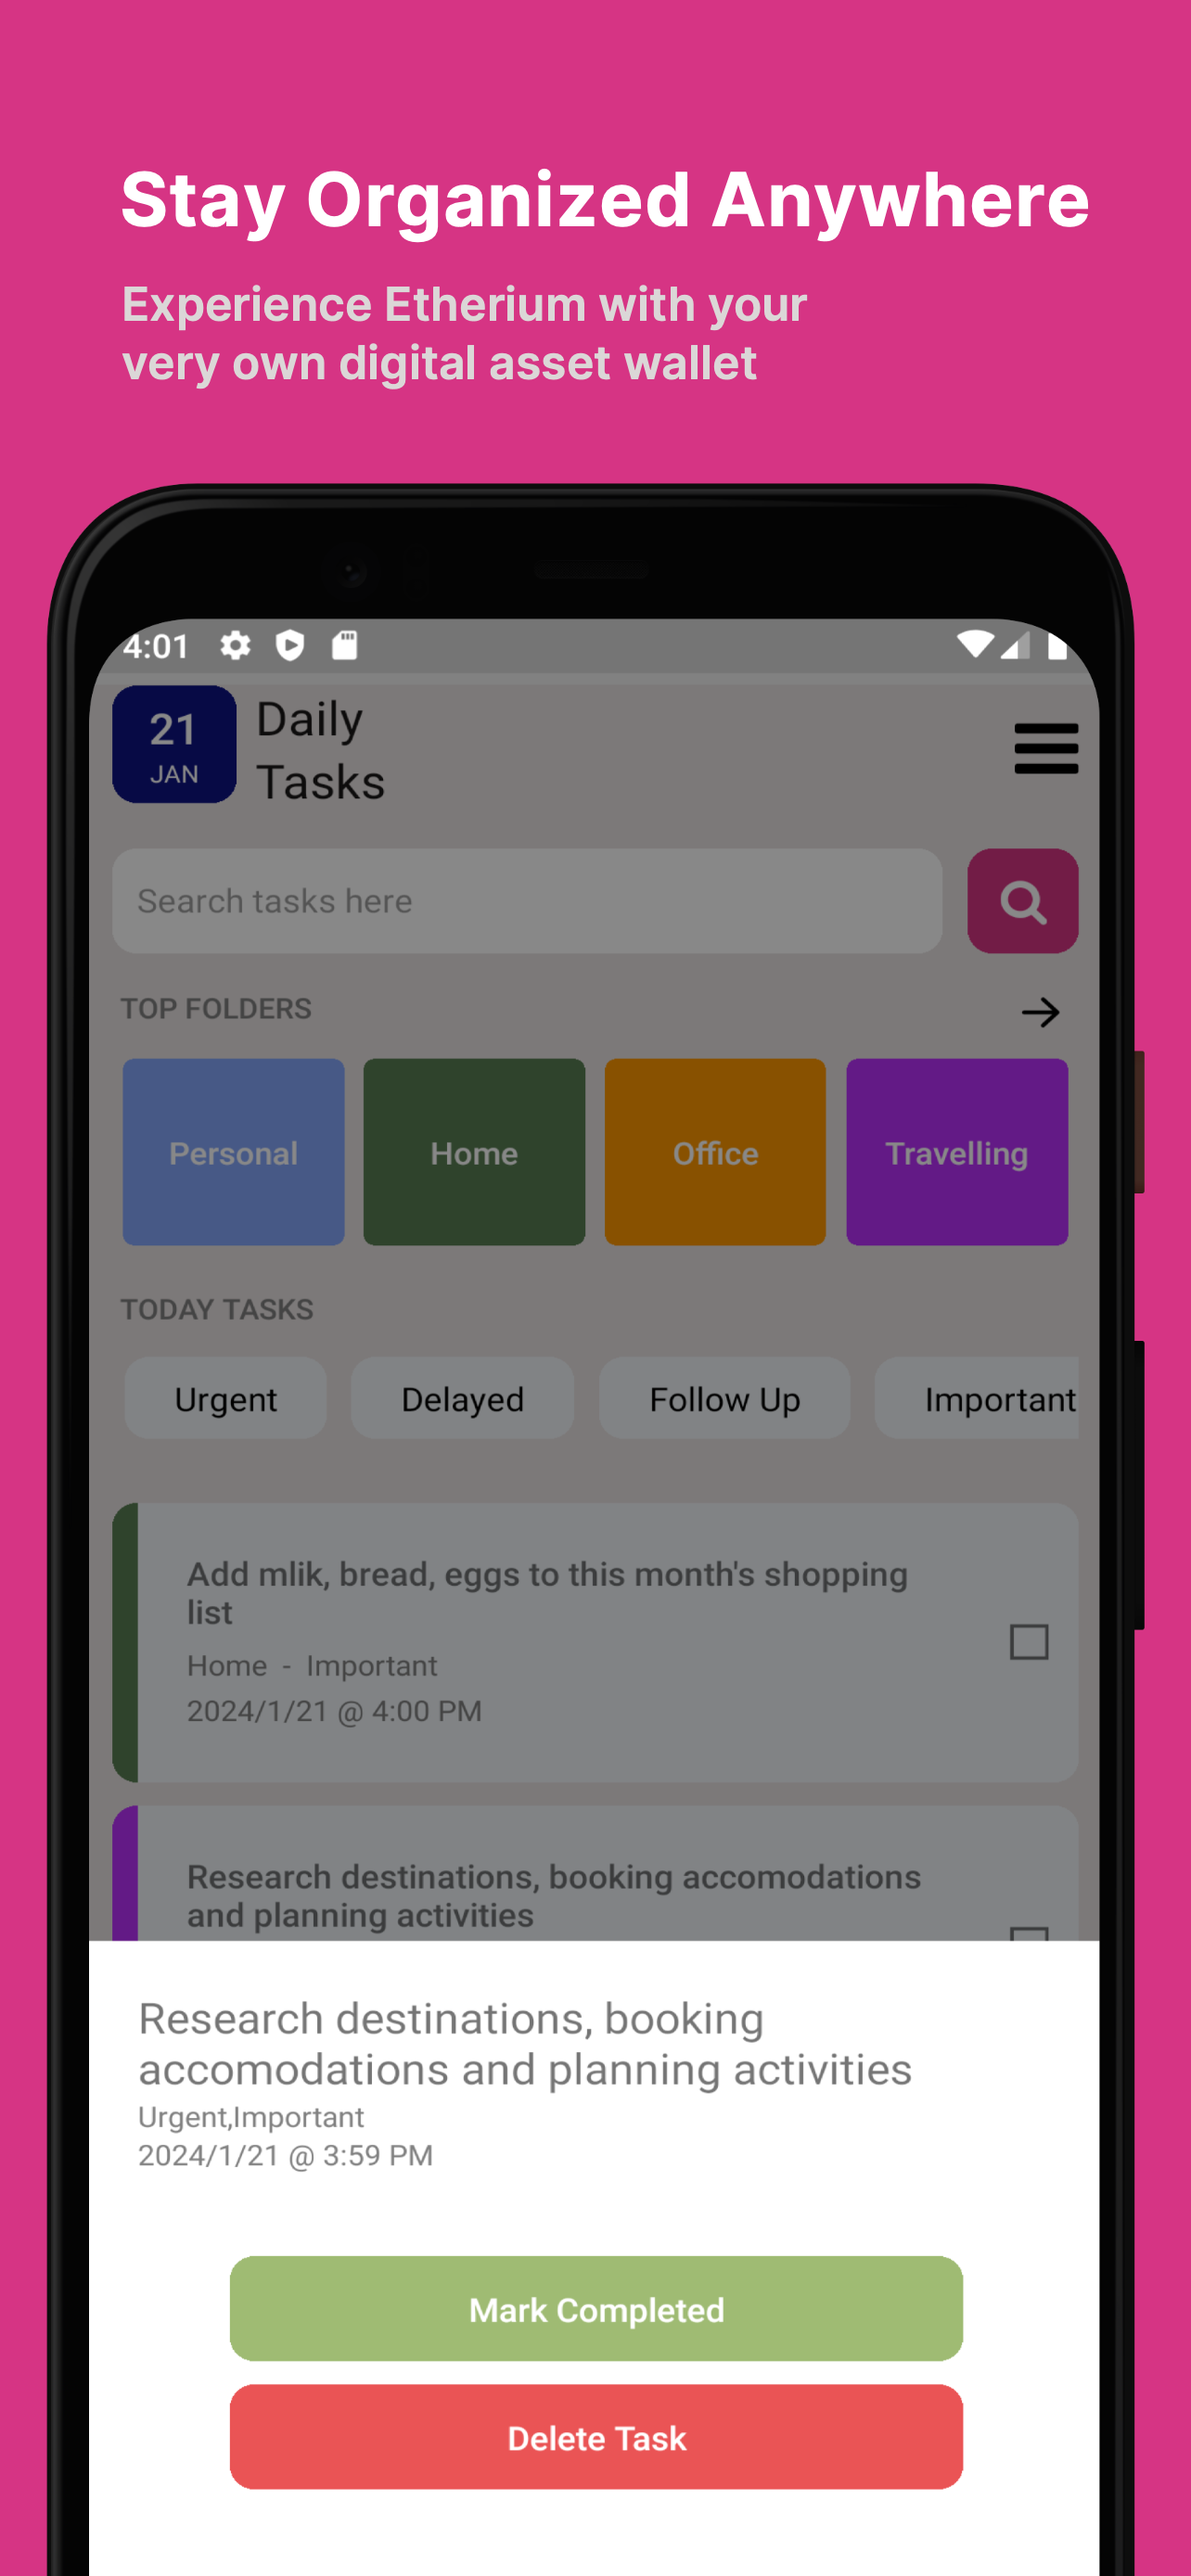 Stay Organized Anywhere
Experience Etherium with your
very own digital asset wallet
4:01
21
JAN
Daily
Tasks
Search tasks here
TOP FOLDERS
Personal
Home
Office
Travelling
TODAY TASKS
Urgent
Delayed
Follow Up
Important
Add mlik, bread, eggs to this month's shopping
list
Home - Important
2024/1/21 @ 4:00 PM
Research destinations, booking accomodations
and planning activities
Research destinations, booking
accomodations and planning activities
Urgent,Important
2024/1/21 @ 3:59 PM
Mark Completed
Delete Task